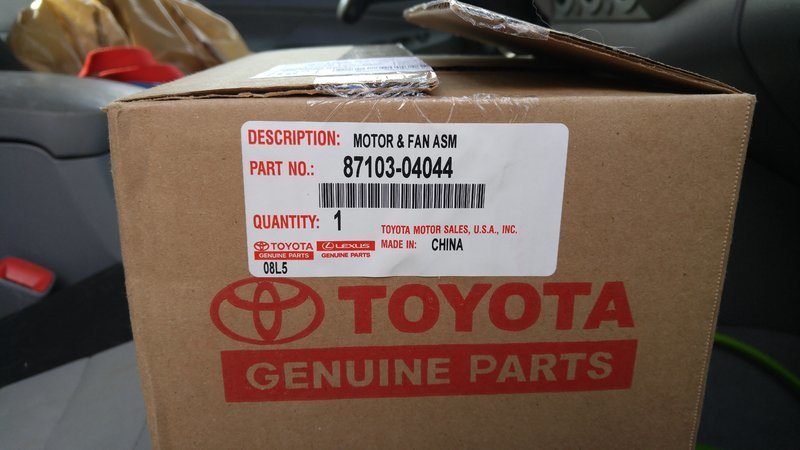 DESCRIPTION: MOTOR & FAN ASM
PART NO.: 87103-04044
QUANTITY: 1
TOYOTA MOTOR SALES, U.S.A., INC.
TOYOTA LEXUS MADE IN: CHINA
GENUINE PARTS GENUINE PARTS
08L5
TOYOTA
GENUINE PARTS